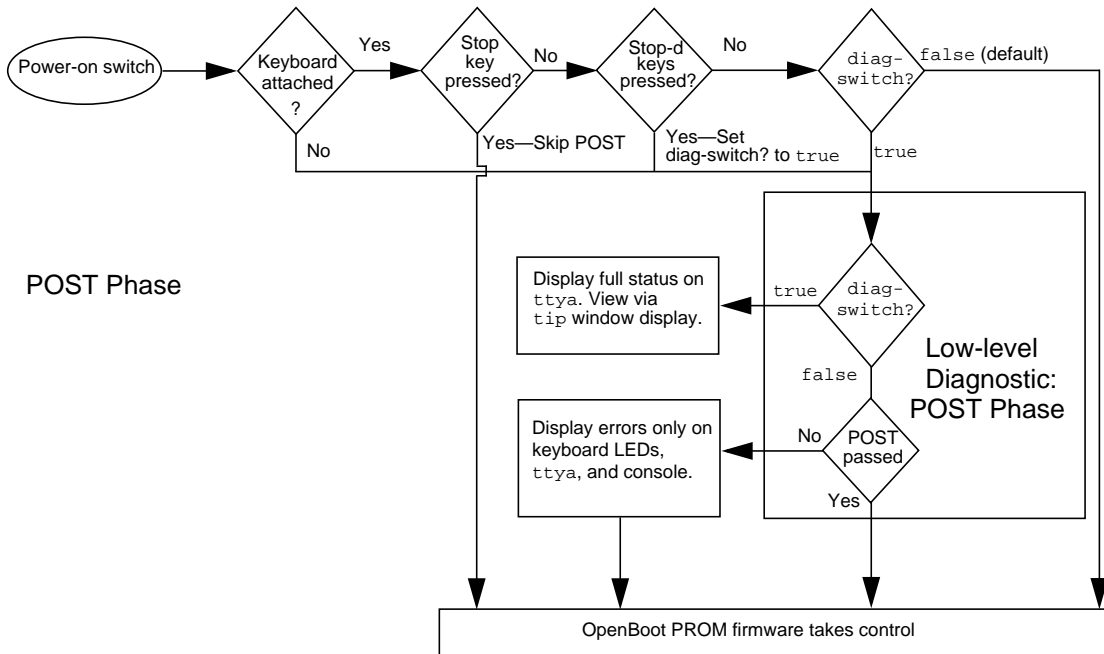 Power-on switch
Keyboard
attached
?
Yes
Stop
key
pressed?
No
Stop-d
keys
pressed?
No
diag-
switch?
false (default)
No
Yes—Skip POST
Yes—Set
diag-switch? to true
true
POST Phase
Display full status on
ttya. View via
tip window display.
true
diag-
switch?
Low-level
Diagnostic:
POST Phase
false
Display errors only on
keyboard LEDs,
ttya, and console.
No
POST
passed
Yes
OpenBoot PROM firmware takes control